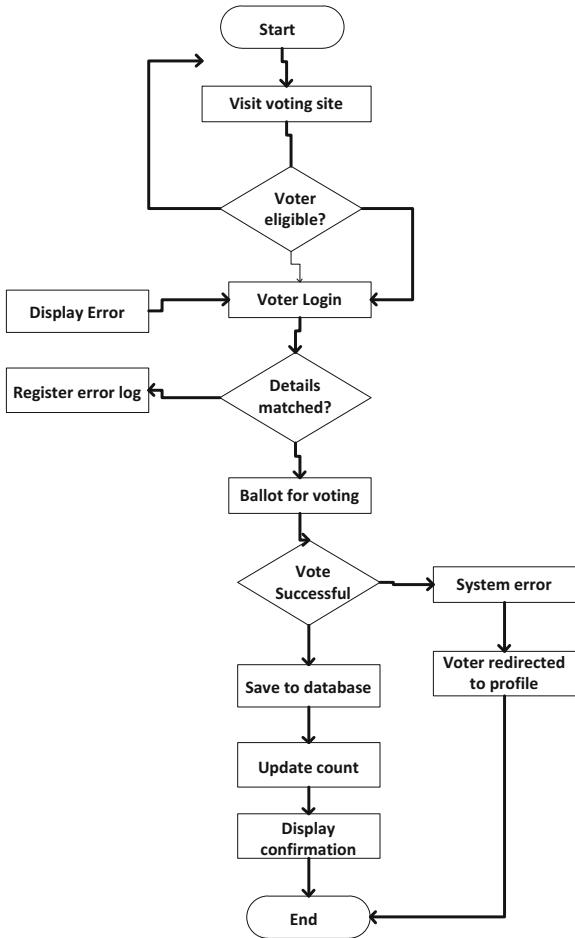 Start
Visit voting site
Voter
eligible?
Voter Login
Display Error
Details
matched?
Register error log
Ballot for voting
Vote
Successful
System error
Voter redirected
to profile
Save to database
Update count
Display
confirmation
End